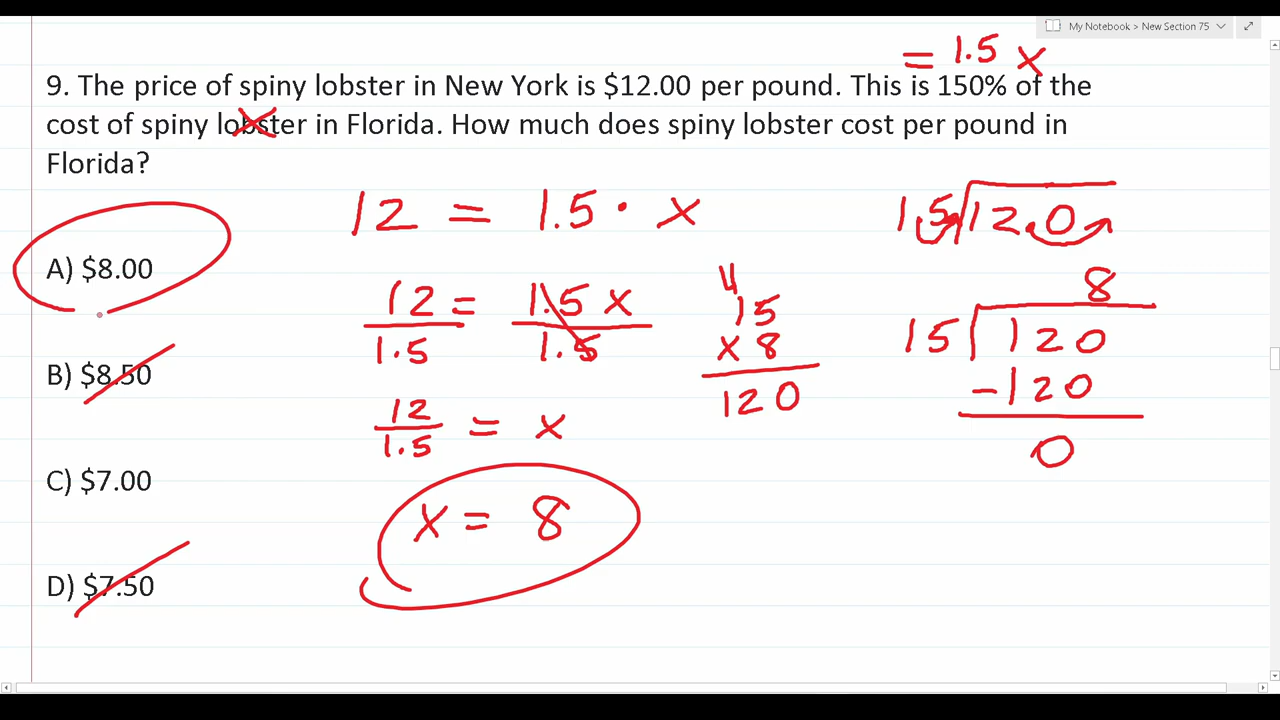 My Notebook > New Section 75
= 1.5 x
9. The price of spiny lobster in New York is $12.00 per pound. This is 150% of the
cost of spiny lobster in Florida. How much does spiny lobster cost per pound in
x
Florida?
12 = 1.5 · x
1.5 12.0
A) $8.00
12 = 1.5 x
1.5 1.5
4
15
x 8
120
8
15 120
-120
0
B) $8.50
12
1.5 = x
C) $7.00
x = 8
D) $7.50